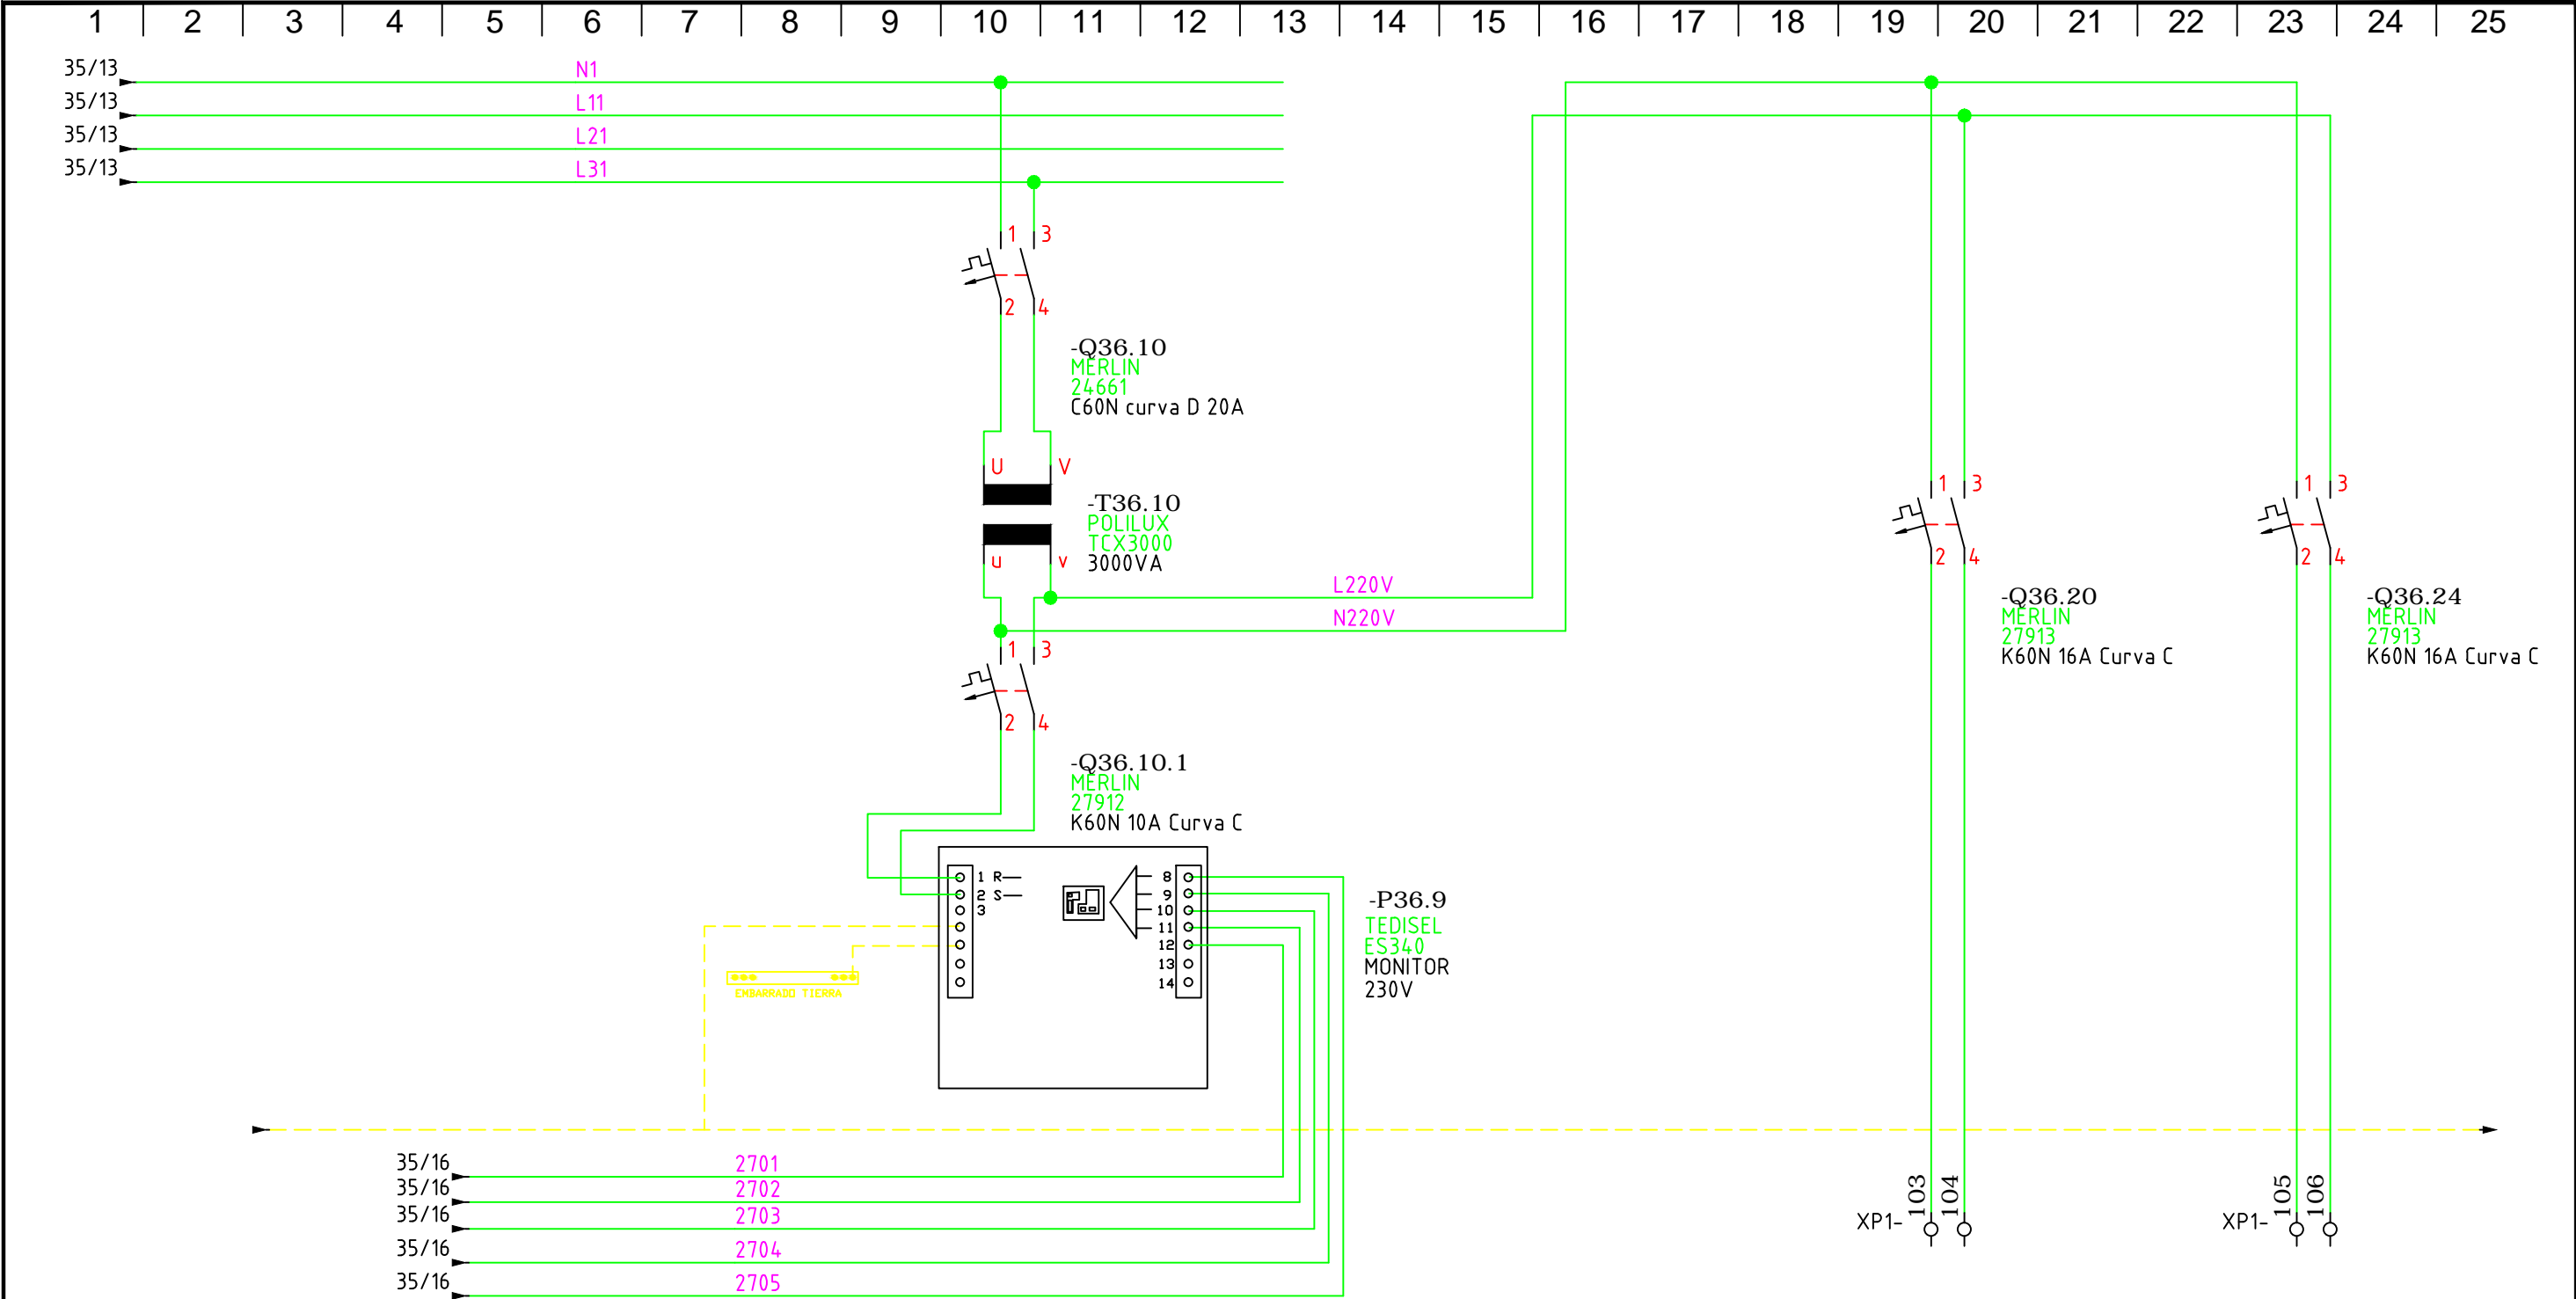 1 2 3 4 5 6 7 8 9 10 11 12 13 14 15 16 17 18 19 20 21 22 23 24 25
35/13 N1
35/13 L11
35/13 L21
35/13 L31
1 3
2 4
-Q36.10
MERLIN
24661
C60N curva D 20A
U V
-T36.10
POLILUX
TCX3000
3000VA
u v
L220V
N220V
1 3
2 4
-Q36.10.1
MERLIN
27912
K60N 10A Curva C
1 R
2 S
3
8
9
10
11
12
13
14
-P36.9
TEDISEL
ES340
MONITOR
230V
EMBARRADO TIERRA
1 3
2 4
-Q36.20
MERLIN
27913
K60N 16A Curva C
1 3
2 4
-Q36.24
MERLIN
27913
K60N 16A Curva C
35/16 2701
35/16 2702
35/16 2703
35/16 2704
35/16 2705
XP1- 103 104
XP1- 105 106